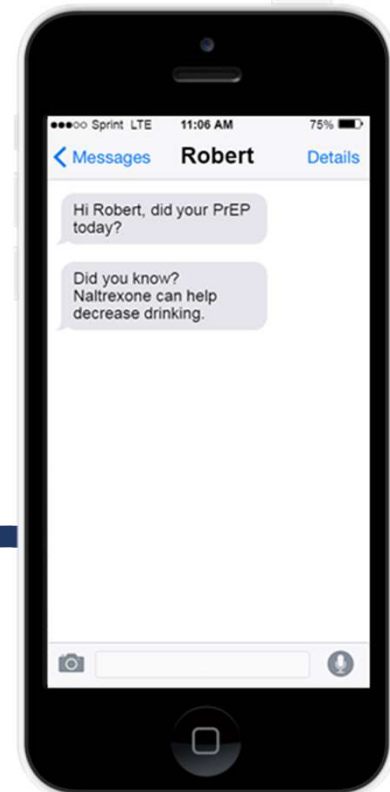 ●●●○○ Sprint LTE 11:06 AM 75%
Messages Robert Details
Hi Robert, did your PrEP
today?
Did you know?
Naltrexone can help
decrease drinking.